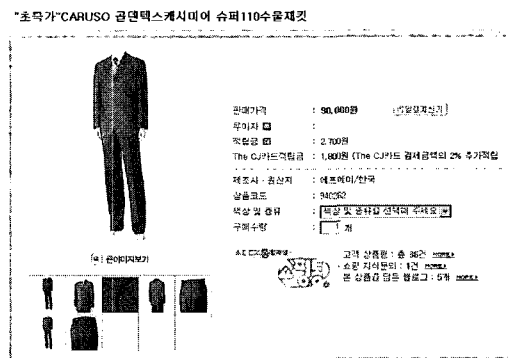 "초특가"CARUSO 골덴텍스캐시미어 슈퍼110수울재킷
판매가격 : 90,000원
무이자 :
적립금 : 2,700원
The CJ카드적립금 : 1,800원 (The CJ카드 결제금액의 2% 추가적립
제조사·원산지 : 에프에이/한국
상품코드 : 940262
색상 및 종류 : 색상 및 종류를 선택해 주세요
구매수량 : 1 개
큰이미지보기
고객 상품평 : 총 36건 MORE
쇼핑 지식문의 : 1건 MORE
본 상품을 담은 블로그 : 5개 MORE